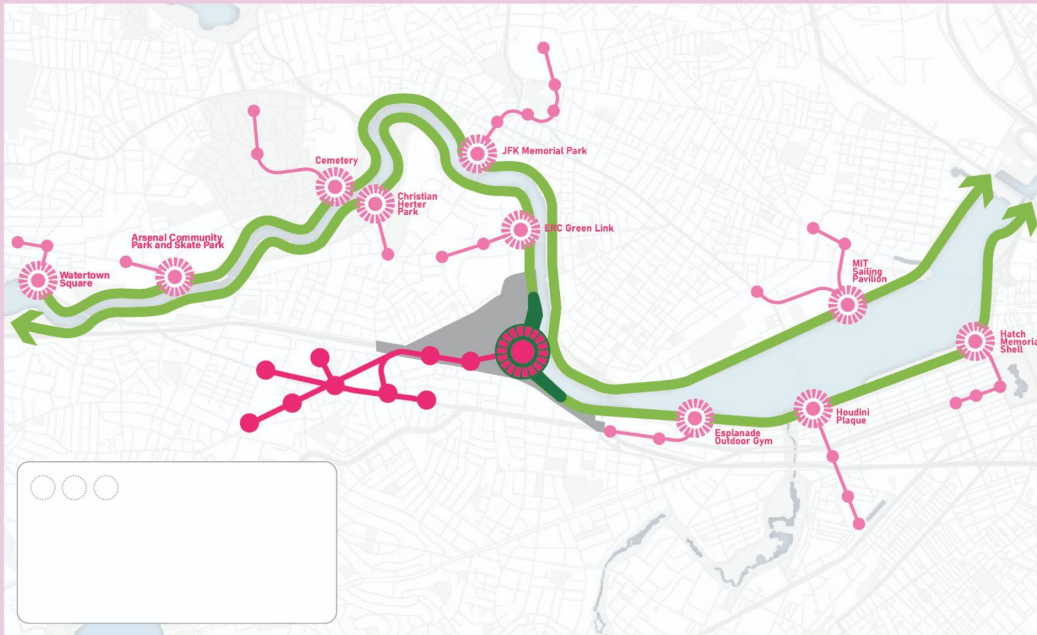 JFK Memorial Park
Cemetery
Christian
Herter
Park
ERC Green Link
Arsenal Community
Park and Skate Park
Watertown
Square
MIT
Sailing
Pavilion
Hatch
Memorial
Shell
Houdini
Plaque
Esplanade
Outdoor Gym